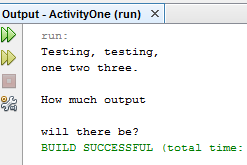 Output - ActivityOne (run) X
run:
Testing, testing,
one two three.
How much output
will there be?
BUILD SUCCESSFUL (total time: